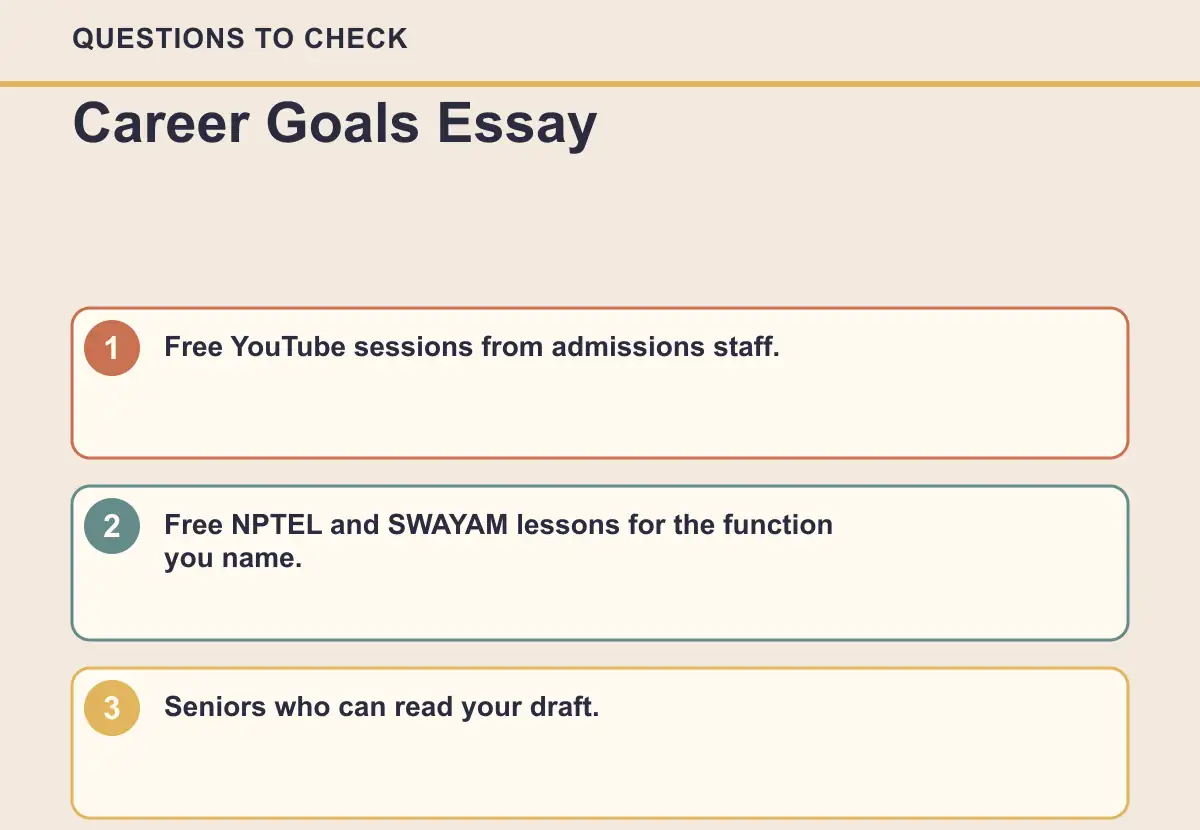 QUESTIONS TO CHECK
Career Goals Essay
1
Free YouTube sessions from admissions staff.
2
Free NPTEL and SWAYAM lessons for the function
you name.
3
Seniors who can read your draft.